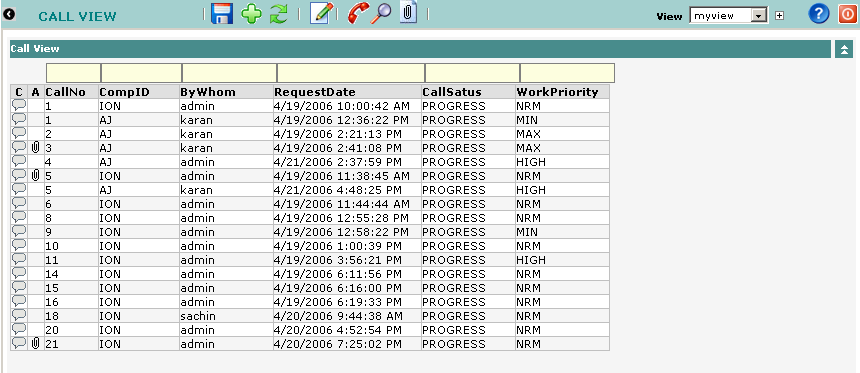 CALL VIEW View myview
Call View
C A CallNo CompID ByWhom RequestDate CallSatus WorkPriority
1 ION admin 4/19/2006 10:00:42 AM PROGRESS NRM
1 AJ karan 4/19/2006 12:36:22 PM PROGRESS MIN
2 AJ karan 4/19/2006 2:21:13 PM PROGRESS MAX
3 AJ karan 4/19/2006 2:41:08 PM PROGRESS MAX
4 AJ admin 4/21/2006 2:37:59 PM PROGRESS HIGH
5 ION admin 4/19/2006 11:38:45 AM PROGRESS NRM
5 AJ karan 4/21/2006 4:48:25 PM PROGRESS HIGH
6 ION admin 4/19/2006 11:44:44 AM PROGRESS NRM
8 ION admin 4/19/2006 12:55:28 PM PROGRESS NRM
9 ION admin 4/19/2006 12:58:22 PM PROGRESS MIN
10 ION admin 4/19/2006 1:00:39 PM PROGRESS NRM
11 ION admin 4/19/2006 3:56:21 PM PROGRESS HIGH
14 ION admin 4/19/2006 6:11:56 PM PROGRESS NRM
15 ION admin 4/19/2006 6:16:00 PM PROGRESS NRM
16 ION admin 4/19/2006 6:19:33 PM PROGRESS NRM
18 ION sachin 4/20/2006 9:44:38 AM PROGRESS NRM
20 ION admin 4/20/2006 4:52:54 PM PROGRESS NRM
21 ION admin 4/20/2006 7:25:02 PM PROGRESS NRM